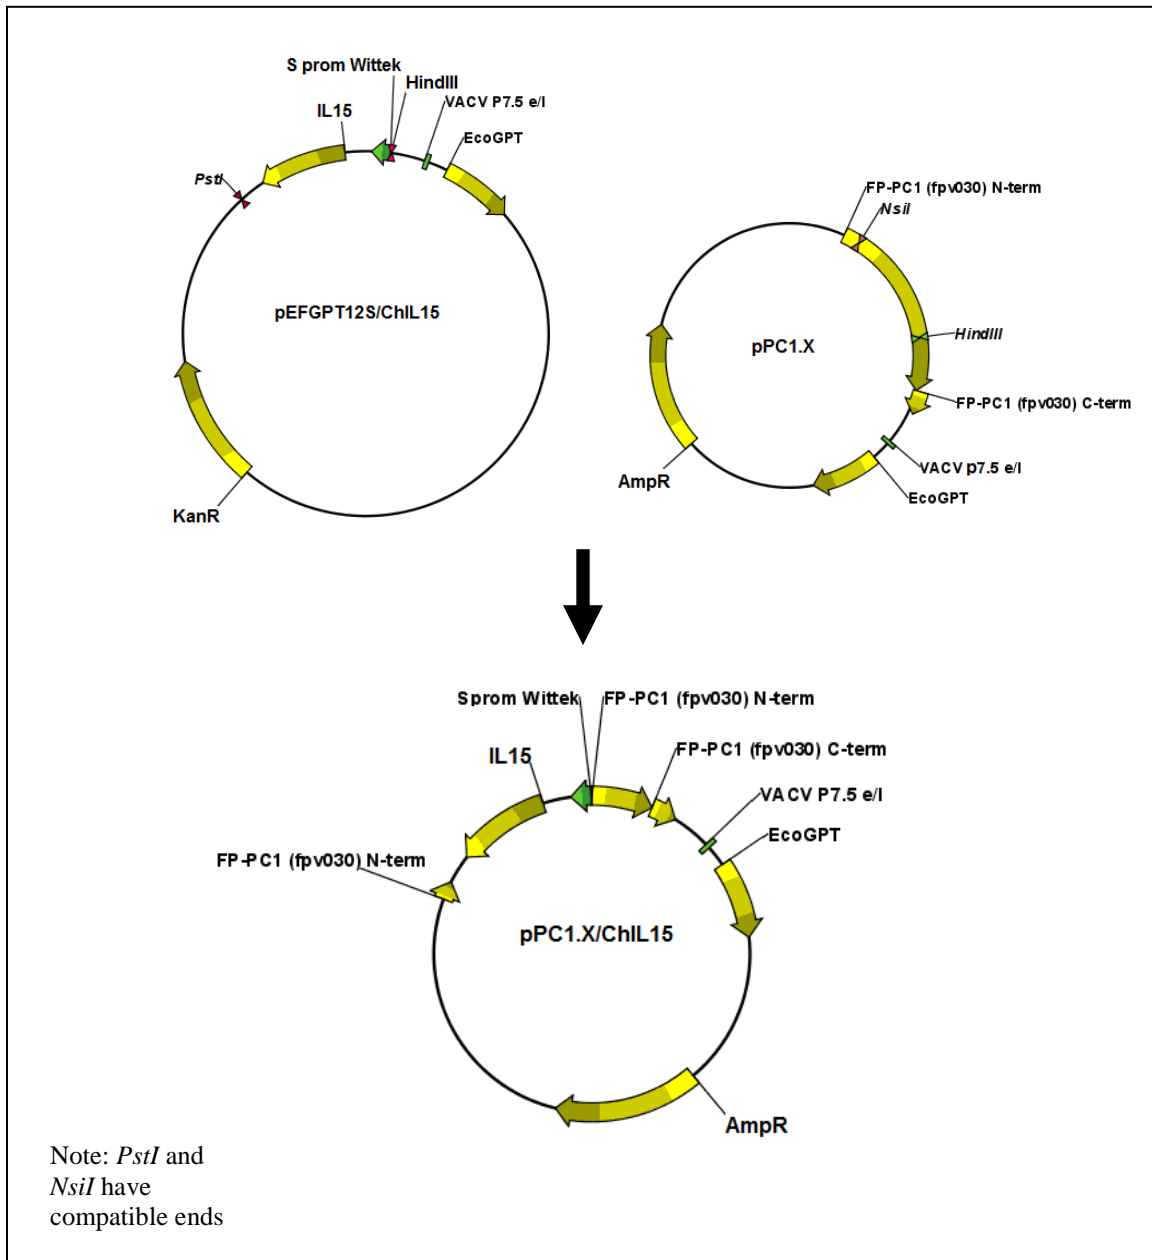 S prom Wittek
HindIII
VACV P7.5 e/l
IL15
EcoGPT
PstI
pEFGPT12S/ChIL15
KanR
FP-PC1 (fpv030) N-term
NsiI
pPC1.X
HindIII
FP-PC1 (fpv030) C-term
VACV p7.5 e/l
AmpR
EcoGPT
S prom Wittek
FP-PC1 (fpv030) N-term
IL15
FP-PC1 (fpv030) C-term
VACV P7.5 e/l
EcoGPT
FP-PC1 (fpv030) N-term
pPC1.X/ChIL15
AmpR
Note: PstI and
NsiI have
compatible ends